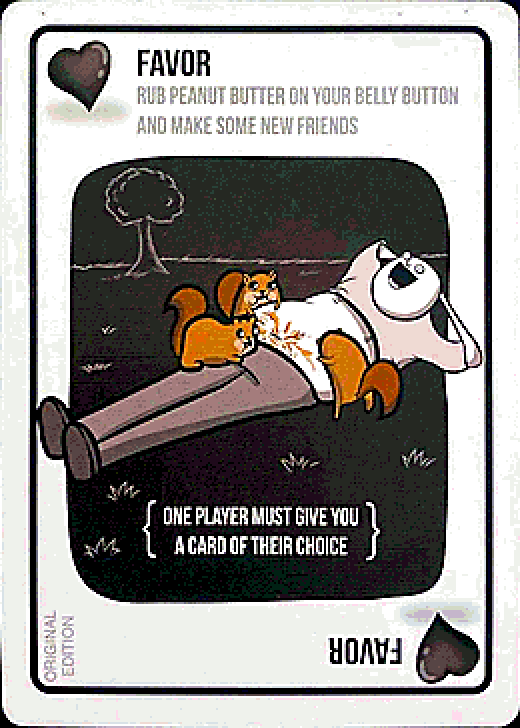 FAVOR
RUB PEANUT BUTTER ON YOUR BELLY BUTTON
AND MAKE SOME NEW FRIENDS
ONE PLAYER MUST GIVE YOU
A CARD OF THEIR CHOICE
ORIGINAL
EDITION
FAVOR